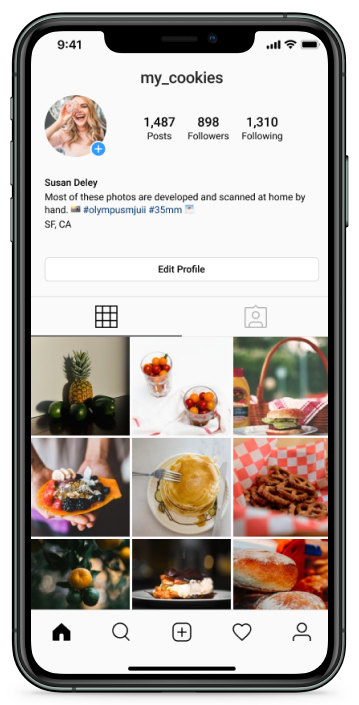 9:41
my_cookies
1,487 898 1,310
Posts Followers Following
Susan Deley
Most of these photos are developed and scanned at home by
hand. 📷 #olympusmjuii #35mm 🌁
SF, CA
Edit Profile